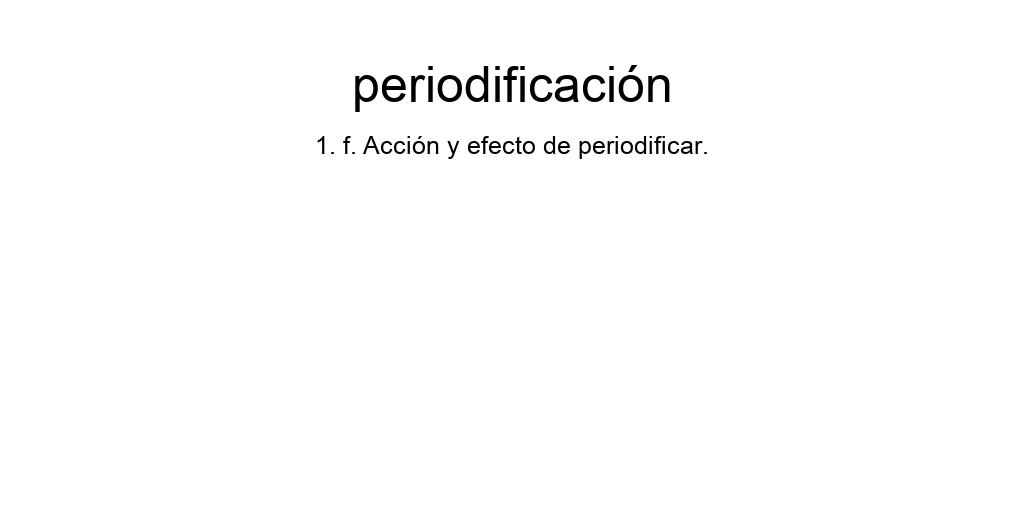 periodificación
1. f. Acción y efecto de periodificar.